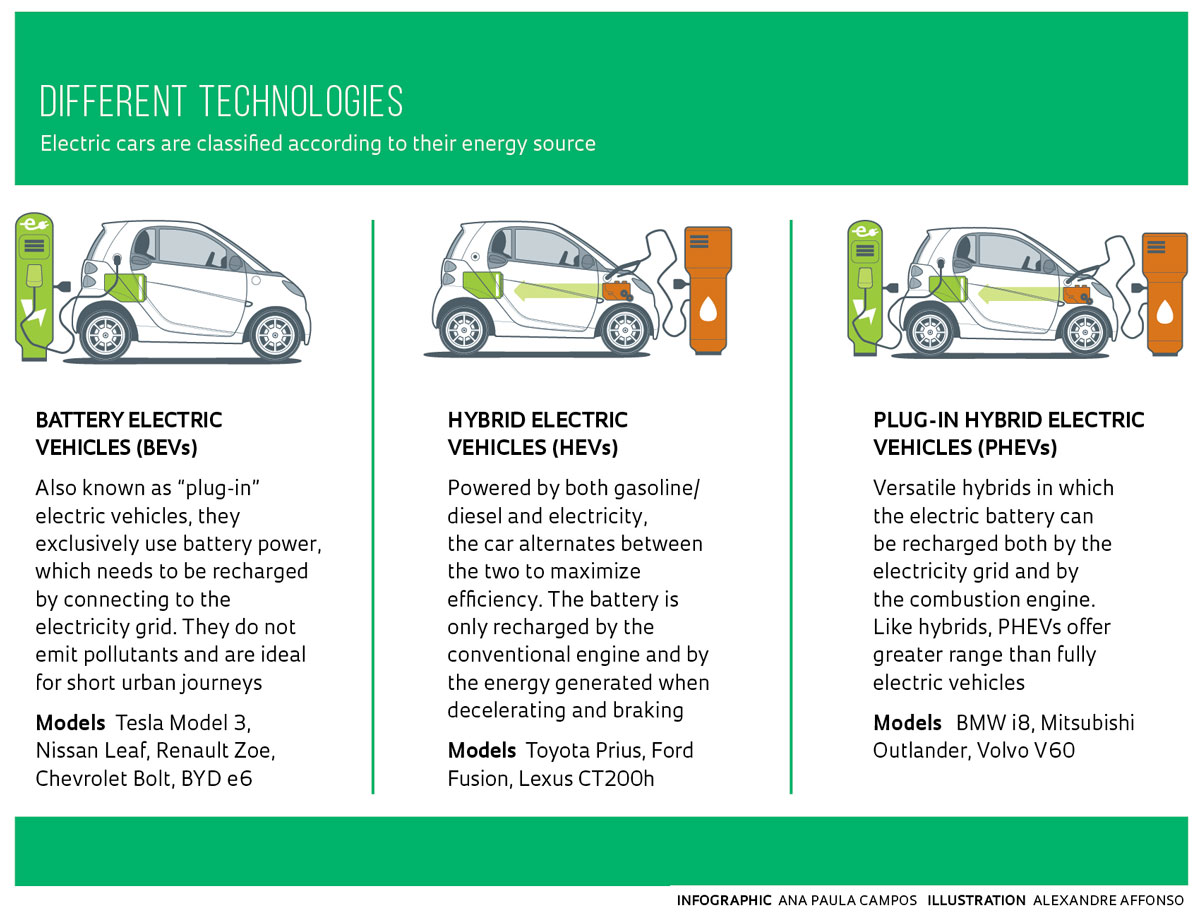 DIFFERENT TECHNOLOGIES
Electric cars are classified according to their energy source
BATTERY ELECTRIC
VEHICLES (BEVs)
Also known as “plug-in”
electric vehicles, they
exclusively use battery power,
which needs to be recharged
by connecting to the
electricity grid. They do not
emit pollutants and are ideal
for short urban journeys
Models Tesla Model 3,
Nissan Leaf, Renault Zoe,
Chevrolet Bolt, BYD e6
HYBRID ELECTRIC
VEHICLES (HEVs)
Powered by both gasoline/
diesel and electricity,
the car alternates between
the two to maximize
efficiency. The battery is
only recharged by the
conventional engine and by
the energy generated when
decelerating and braking
Models Toyota Prius, Ford
Fusion, Lexus CT200h
PLUG-IN HYBRID ELECTRIC
VEHICLES (PHEVs)
Versatile hybrids in which
the electric battery can
be recharged both by the
electricity grid and by
the combustion engine.
Like hybrids, PHEVs offer
greater range than fully
electric vehicles
Models BMW i8, Mitsubishi
Outlander, Volvo V60
INFOGRAPHIC ANA PAULA CAMPOS ILLUSTRATION ALEXANDRE AFFONSO